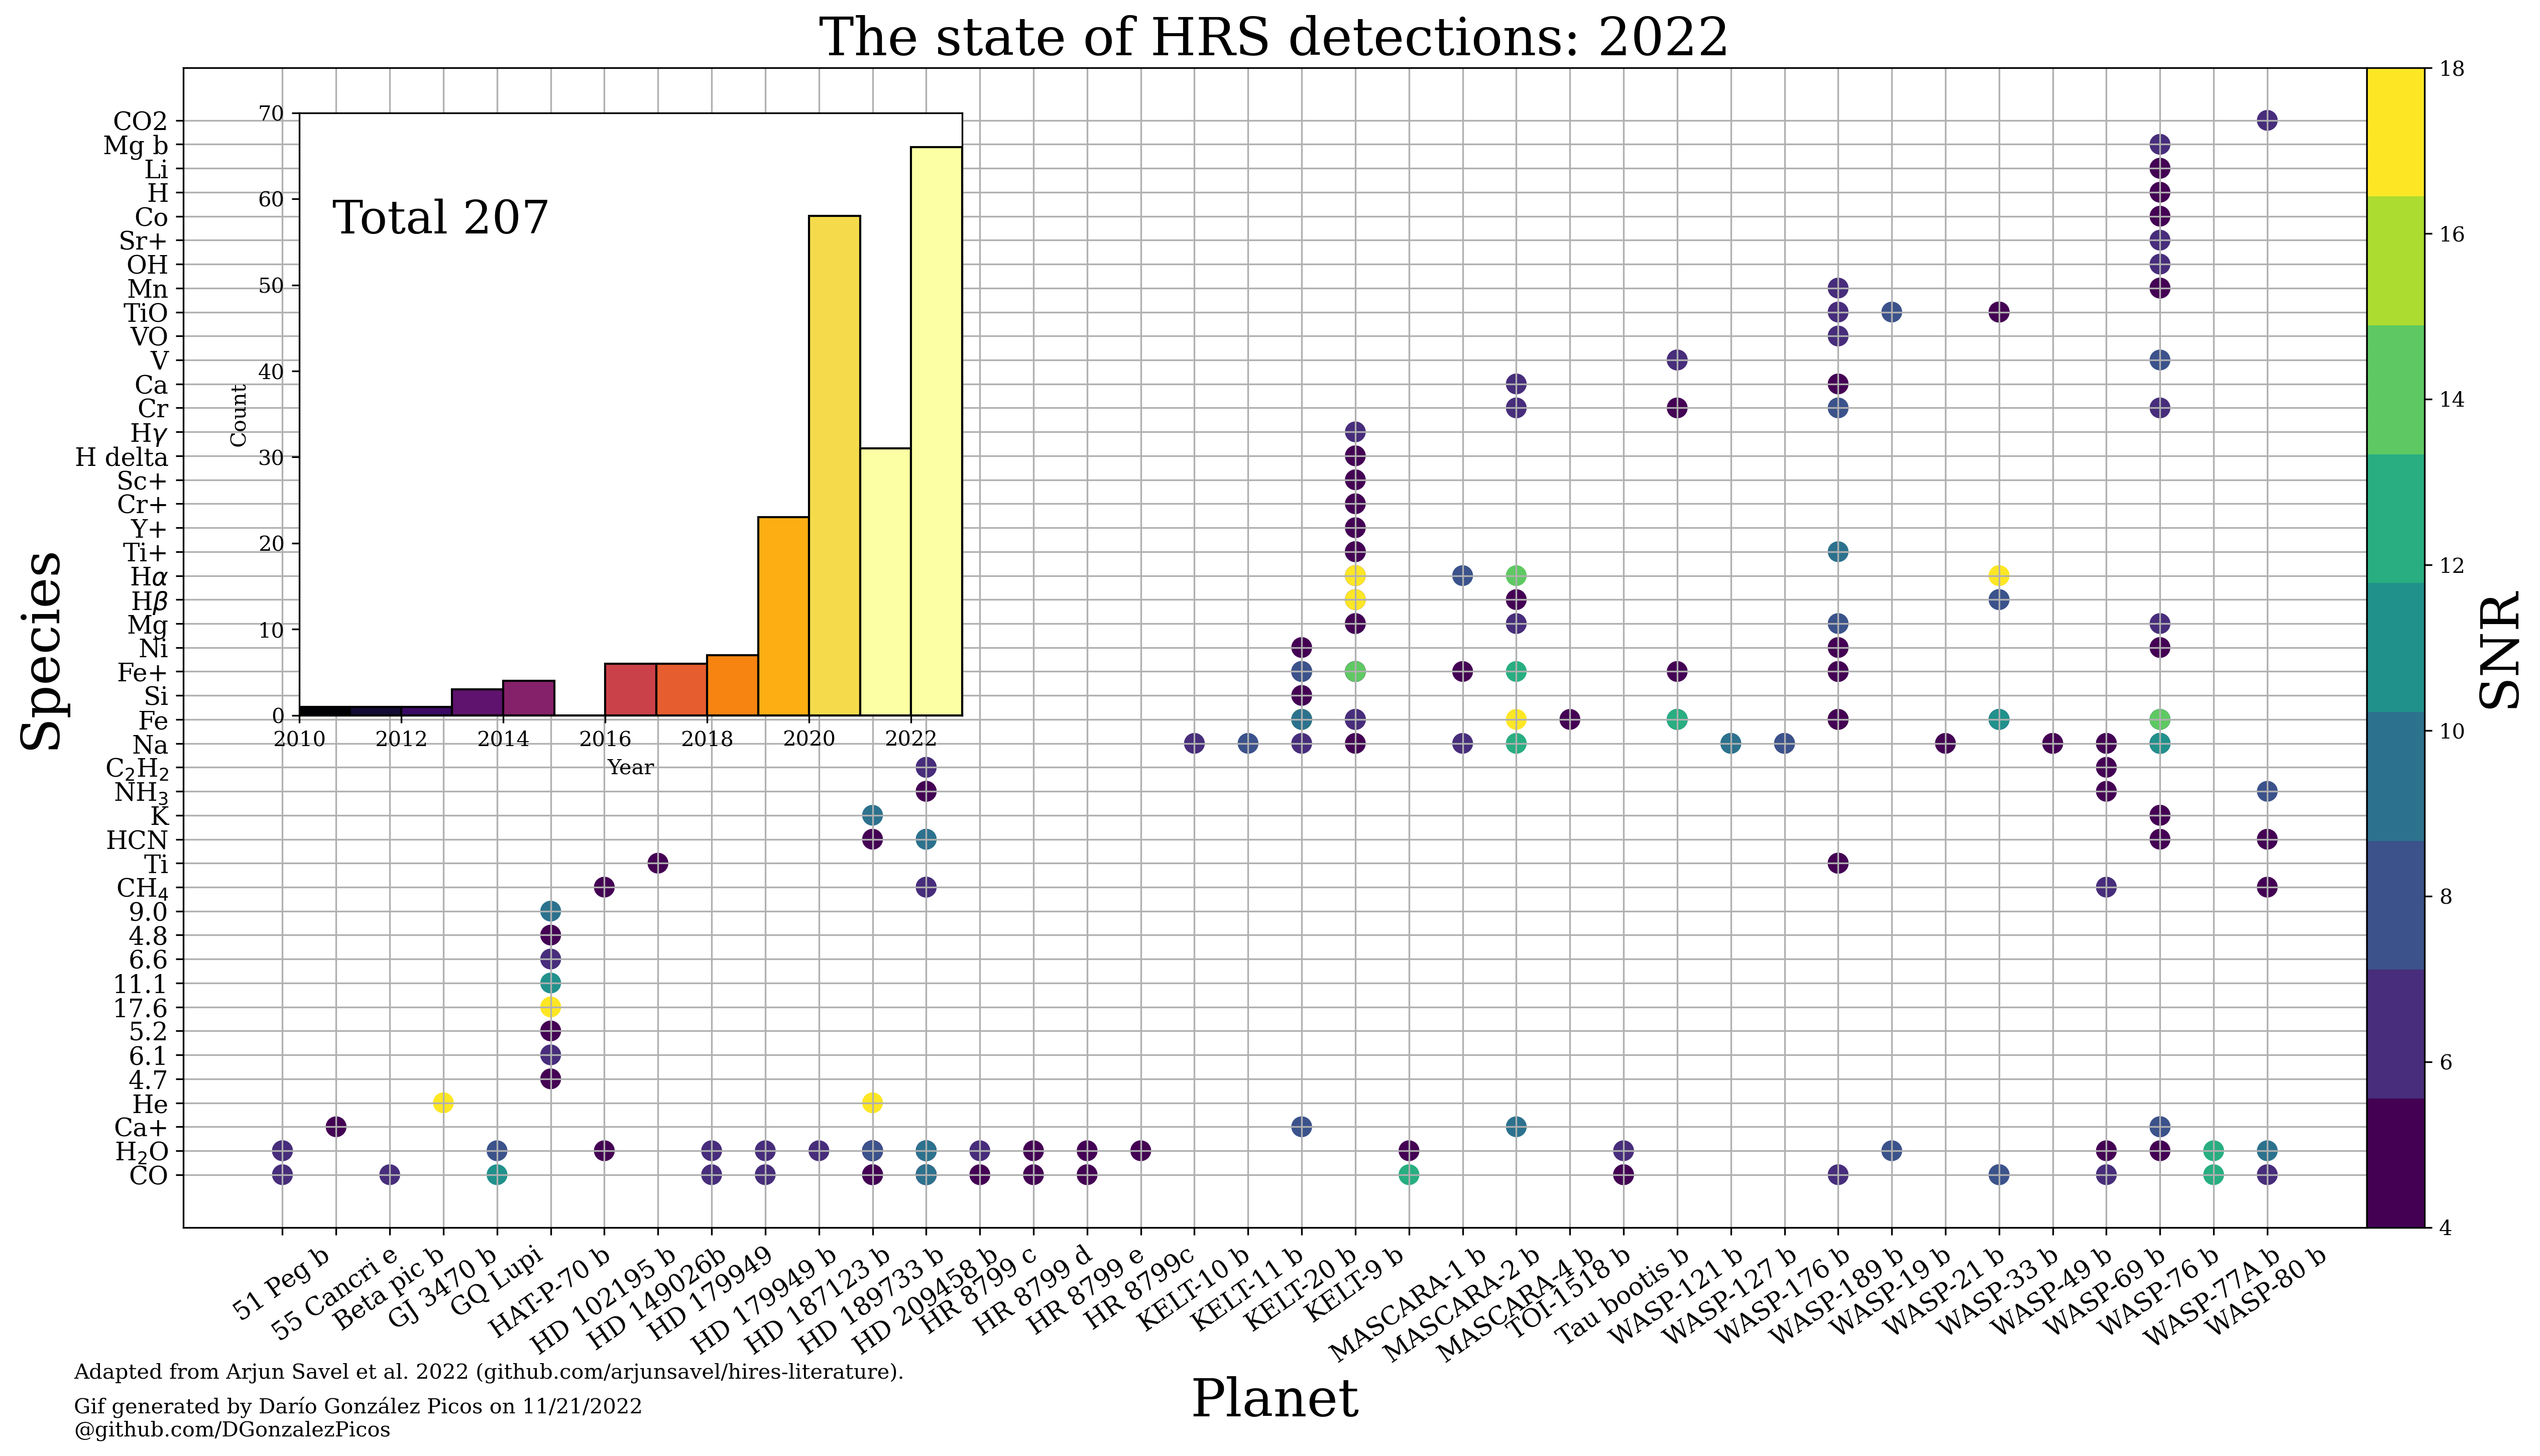 The state of HRS detections: 2022
Species
CO2
Mg b
Li
H
Co
Sr+
OH
Mn
TiO
VO
V
Ca
Cr
Hγ
H delta
Sc+
Cr+
Y+
Ti+
Hα
Hβ
Mg
Ni
Fe+
Si
Fe
Na
C₂H₂
NH₃
K
HCN
Ti
CH₄
9.0
4.8
6.6
11.1
17.6
5.2
6.1
4.7
He
Ca+
H₂O
CO
Total 207
Count
70
60
50
40
30
20
10
0
2010 2012 2014 2016 2018 2020 2022
Year
18
16
14
12
10
8
6
4
SNR
51 Peg b
55 Cancri e
Beta pic b
GJ 3470 b
GQ Lupi
HAT-P-70 b
HD 102195 b
HD 149026b
HD 179949
HD 179949 b
HD 187123 b
HD 189733 b
HD 209458 b
HR 8799 c
HR 8799 d
HR 8799 e
HR 8799c
KELT-10 b
KELT-11 b
KELT-20 b
KELT-9 b
MASCARA-1 b
MASCARA-2 b
MASCARA-4 b
TOI-1518 b
Tau bootis b
WASP-121 b
WASP-127 b
WASP-176 b
WASP-189 b
WASP-19 b
WASP-21 b
WASP-33 b
WASP-49 b
WASP-69 b
WASP-76 b
WASP-77A b
WASP-80 b
Planet
Adapted from Arjun Savel et al. 2022 (github.com/arjunsavel/hires-literature).
Gif generated by Darío González Picos on 11/21/2022
@github.com/DGonzalezPicos